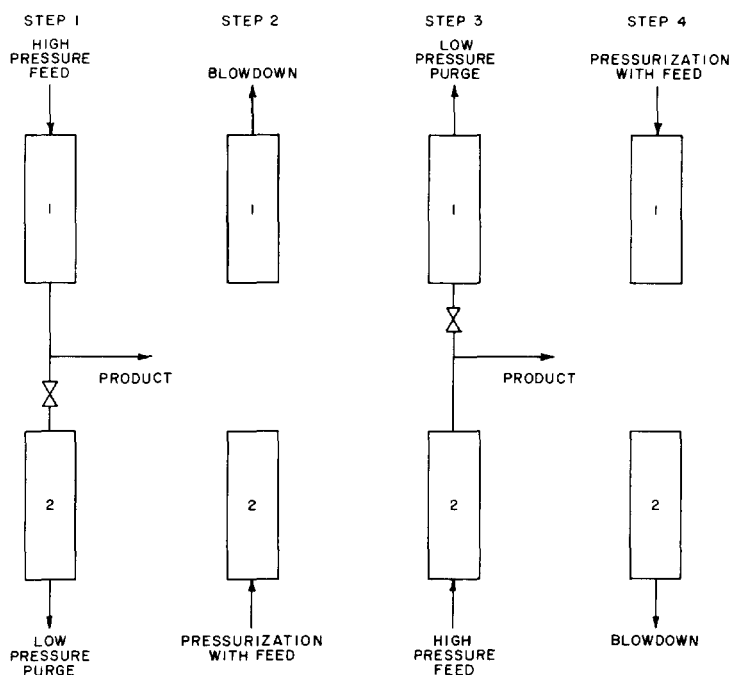 STEP 1
STEP 2
STEP 3
STEP 4
HIGH
PRESSURE
FEED
BLOWDOWN
LOW
PRESSURE
PURGE
PRESSURIZATION
WITH FEED
1
1
1
1
PRODUCT
PRODUCT
2
2
2
2
LOW
PRESSURE
PURGE
PRESSURIZATION
WITH FEED
HIGH
PRESSURE
FEED
BLOWDOWN